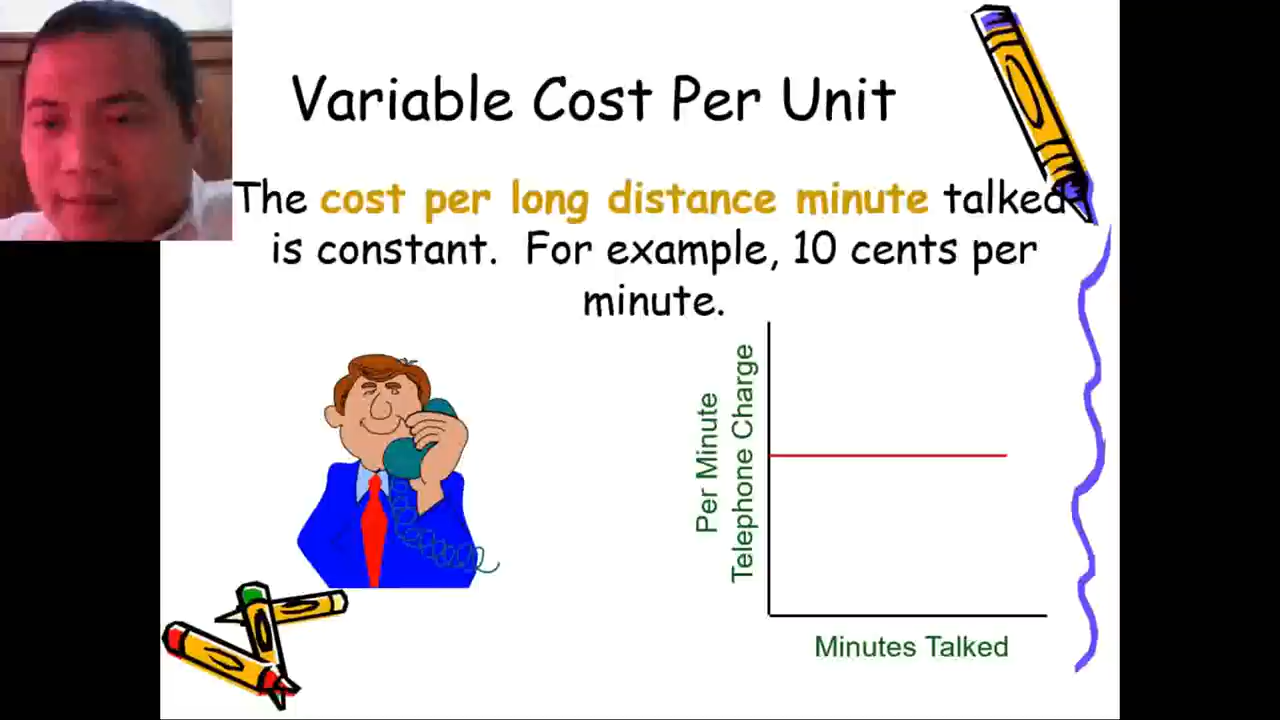 Variable Cost Per Unit
The cost per long distance minute talked
is constant. For example, 10 cents per
minute.
Per Minute
Telephone Charge
Minutes Talked